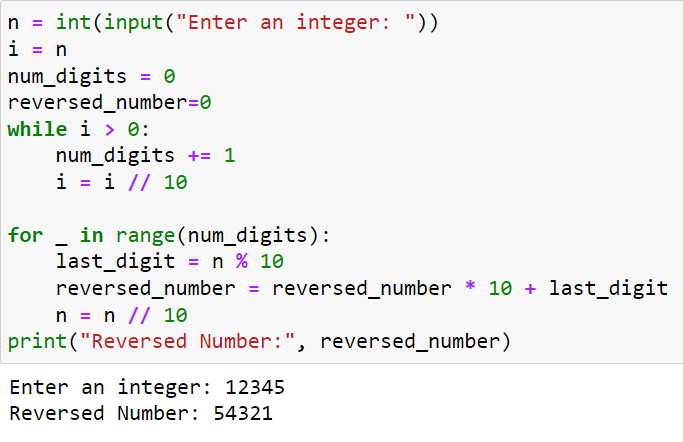 n = int(input("Enter an integer: "))
i = n
num_digits = 0
reversed_number=0
while i > 0:
    num_digits += 1
    i = i // 10

for _ in range(num_digits):
    last_digit = n % 10
    reversed_number = reversed_number * 10 + last_digit
    n = n // 10
print("Reversed Number:", reversed_number)
Enter an integer: 12345
Reversed Number: 54321